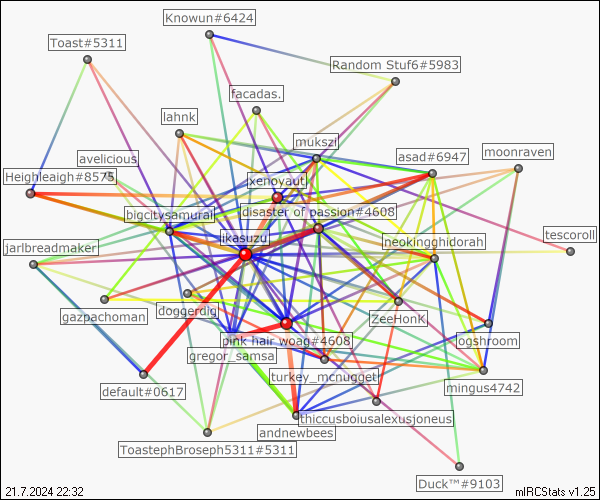 Knowun#6424
Toast#5311
Random Stuf6#5983
facadas.
lahnk
mukszi
avelicious
asad#6947
moonraven
Heighleigh#8575
xenoyaut
bigcitysamurai
disaster of passion#4608
ikasuzu
neokingghidorah
tescoroll
jarlbreadmaker
doggerdig
gazpachoman
ZeeHonK
pink hair woag#4608
ogshroom
gregor_samsa
turkey_mcnugget
default#0617
mingus4742
thiccusboiusalexusjoneus
andnewbees
ToastephBroseph5311#5311
Duck™#9103
21.7.2024 22:32
mIRCStats v1.25